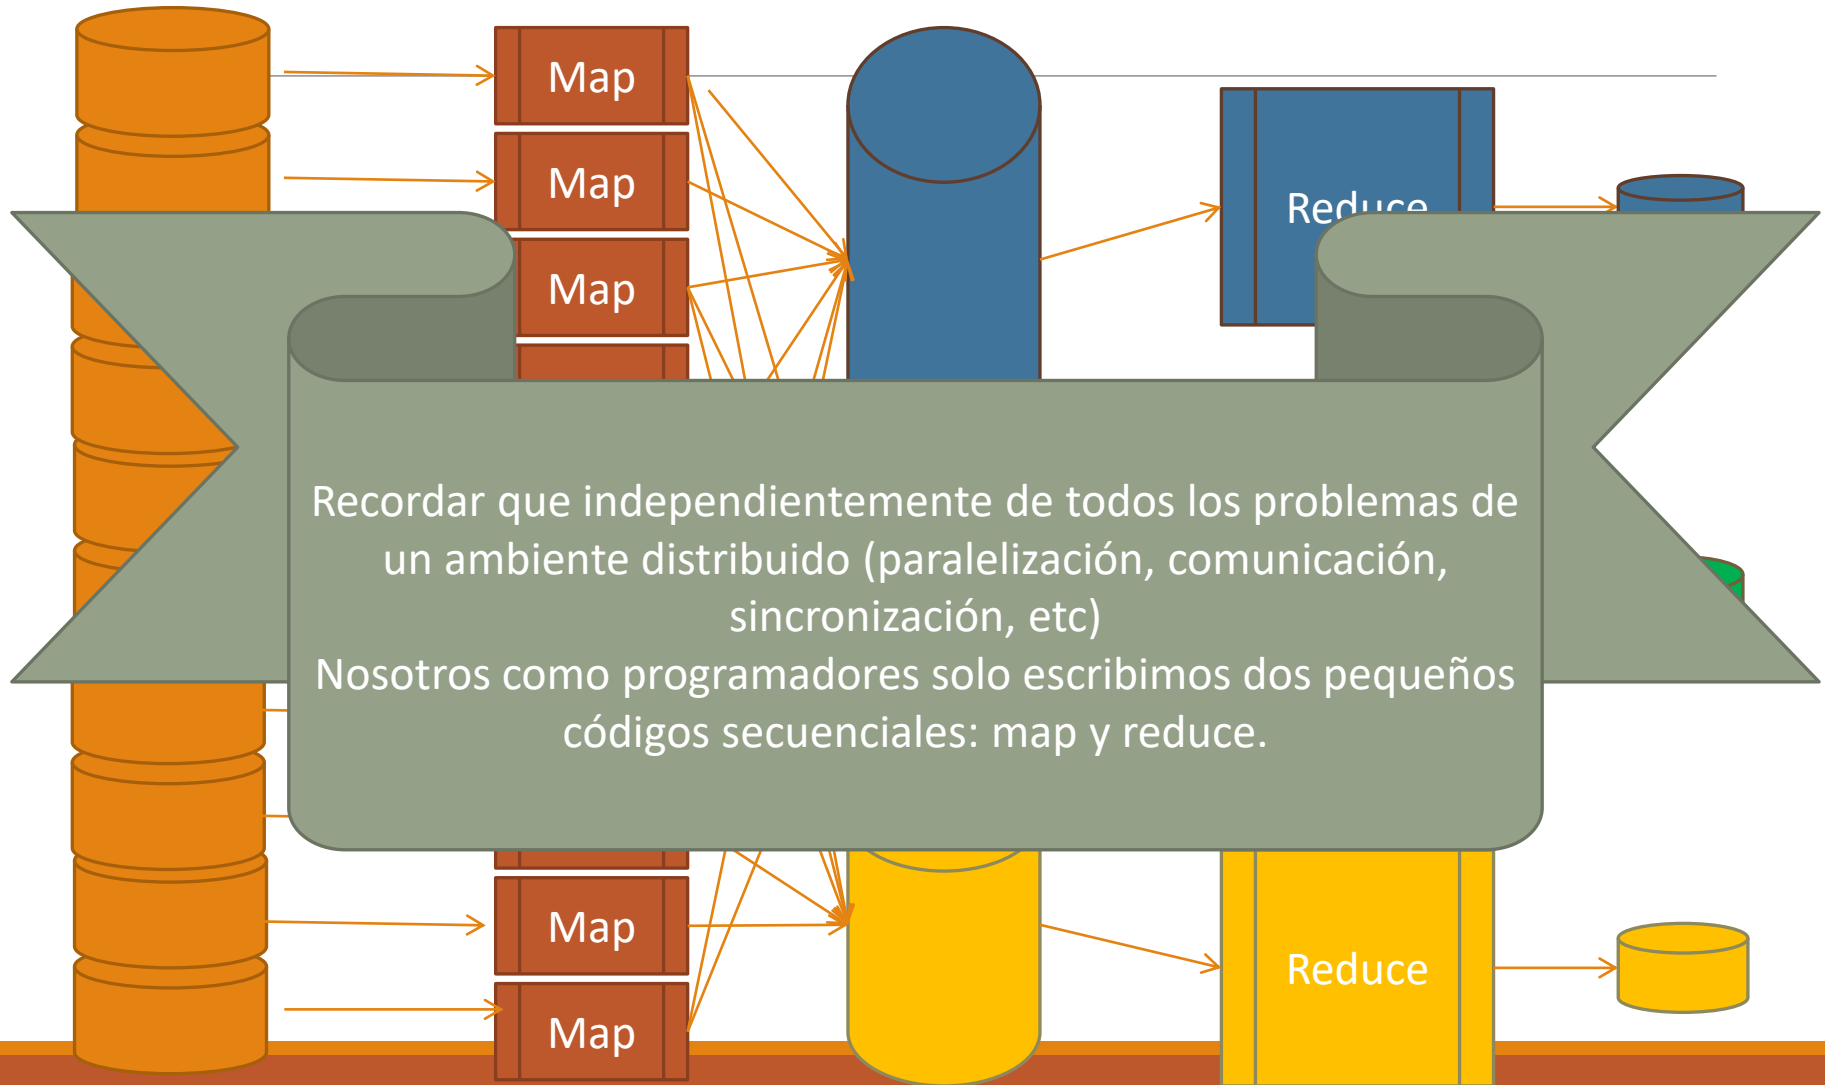 Map
Map
Map
Reduce
Recordar que independientemente de todos los problemas de
un ambiente distribuido (paralelización, comunicación,
sincronización, etc)
Nosotros como programadores solo escribimos dos pequeños
códigos secuenciales: map y reduce.
Map
Reduce
Map